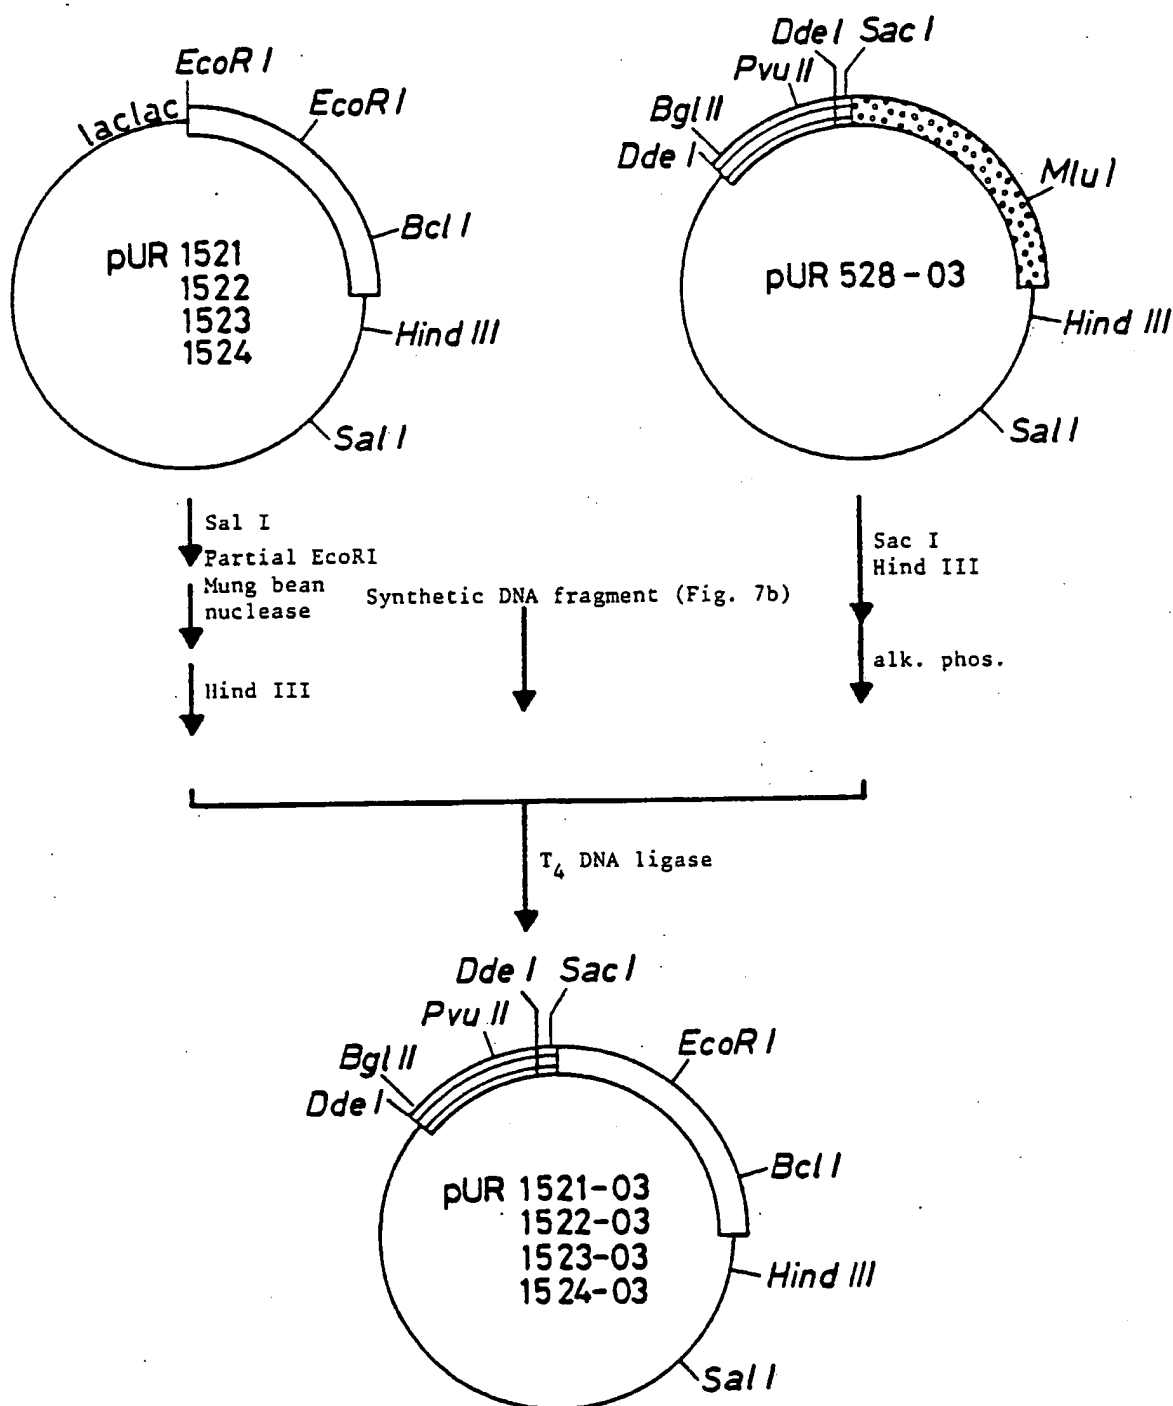 EcoR I
EcoR I
laclac
Bcl I
pUR 1521
1522
1523
1524
Hind III
Sal I
Dde I Sac I
Pvu II
Bgl II
Dde I
Mlu I
pUR 528-03
Hind III
Sal I
Sal I
Partial EcoRI
Mung bean
nuclease
Hind III
Synthetic DNA fragment (Fig. 7b)
Sac I
Hind III
alk. phos.
T4 DNA ligase
Dde I Sac I
Pvu II
EcoR I
Bgl II
Dde I
Bcl I
pUR 1521-03
1522-03
1523-03
1524-03
Hind III
Sal I